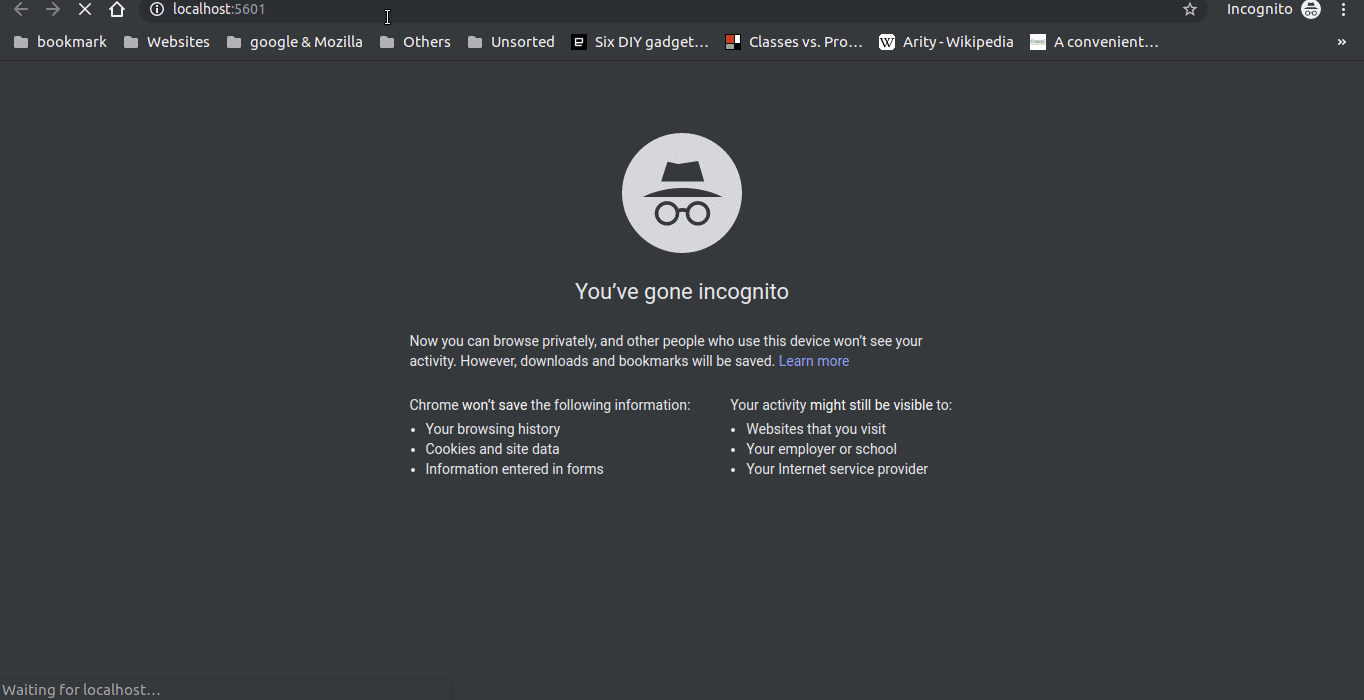 localhost:5601
Incognito
bookmark Websites google & Mozilla Others Unsorted Six DIY gadget… Classes vs. Pro… Arity - Wikipedia A convenient… »
You’ve gone incognito
Now you can browse privately, and other people who use this device won’t see your
activity. However, downloads and bookmarks will be saved. Learn more
Chrome won’t save the following information:
• Your browsing history
• Cookies and site data
• Information entered in forms
Your activity might still be visible to:
• Websites that you visit
• Your employer or school
• Your Internet service provider
Waiting for localhost…